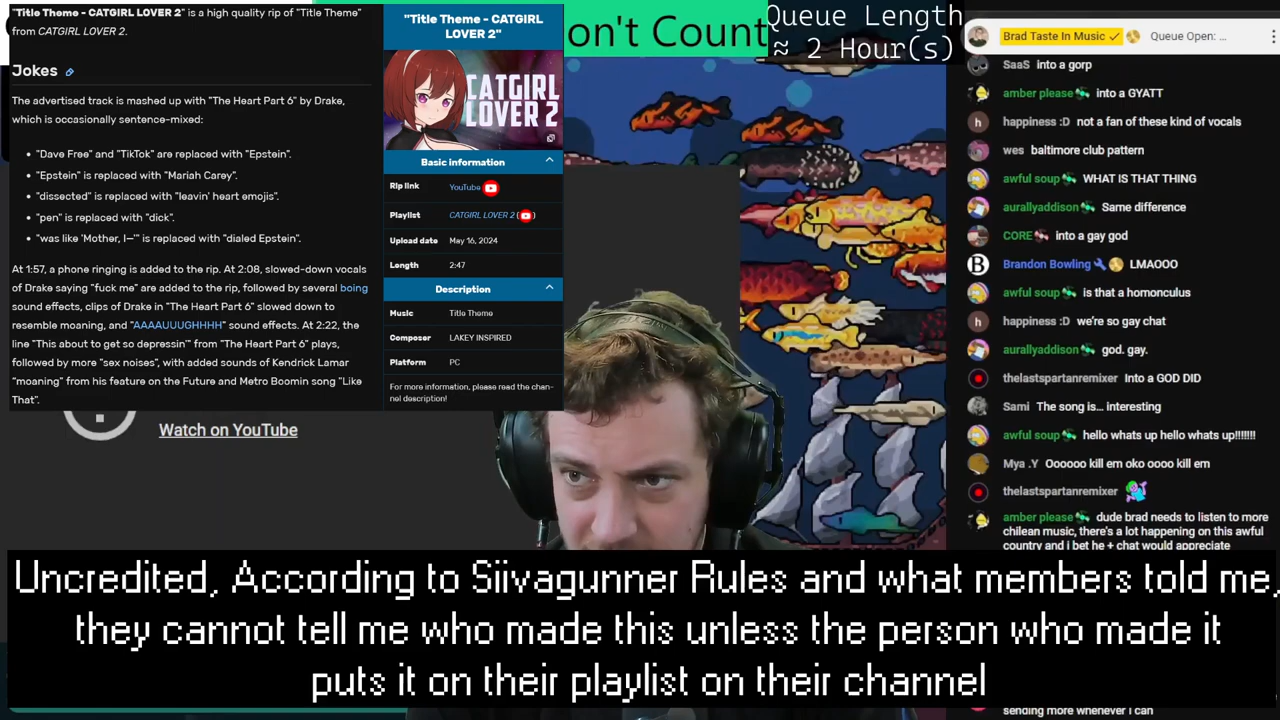 "Title Theme - CATGIRL LOVER 2" is a high quality rip of "Title Theme"
from CATGIRL LOVER 2.
Jokes
The advertised track is mashed up with "The Heart Part 6" by Drake,
which is occasionally sentence-mixed:
"Dave Free" and "TikTok" are replaced with "Epstein".
"Epstein" is replaced with "Mariah Carey".
"dissected" is replaced with "leavin' heart emojis".
"pen" is replaced with "dick".
"was like 'Mother, I—'" is replaced with "dialed Epstein".
At 1:57, a phone ringing is added to the rip. At 2:08, slowed-down vocals
of Drake saying "fuck me" are added to the rip, followed by several boing
sound effects, clips of Drake in "The Heart Part 6" slowed down to
resemble moaning, and "AAAAUUUGHHHH" sound effects. At 2:22, the
line "This about to get so depressin'" from "The Heart Part 6" plays,
followed by more "sex noises", with added sounds of Kendrick Lamar
"moaning" from his feature on the Future and Metro Boomin song "Like
That".
"Title Theme - CATGIRL
LOVER 2"
CATGIRL
LOVER 2
Basic information
Rip link YouTube
Playlist CATGIRL LOVER 2 ( )
Upload date May 16, 2024
Length 2:47
Description
Music Title Theme
Composer LAKEY INSPIRED
Platform PC
For more information, please read the chan-
nel description!
on't Count
Queue Length
≈ 2 Hour(s)
Watch on YouTube
Brad Taste In Music Queue Open: ...
SaaS into a gorp
amber please into a GYATT
happiness :D not a fan of these kind of vocals
wes baltimore club pattern
awful soup WHAT IS THAT THING
aurallyaddison Same difference
CORE into a gay god
Brandon Bowling LMAOOO
awful soup is that a homonculus
happiness :D we're so gay chat
aurallyaddison god. gay.
thelastspartanremixer Into a GOD DID
Sami The song is... interesting
awful soup hello whats up hello whats up!!!!!!!
Mya .Y Oooooo kill em oko oooo kill em
thelastspartanremixer
amber please dude brad needs to listen to more
chilean music, there's a lot happening on this awful
country and i bet he + chat would appreciate
Uncredited, According to Siivagunner Rules and what members told me,
they cannot tell me who made this unless the person who made it
puts it on their playlist on their channel
sending more whenever I can